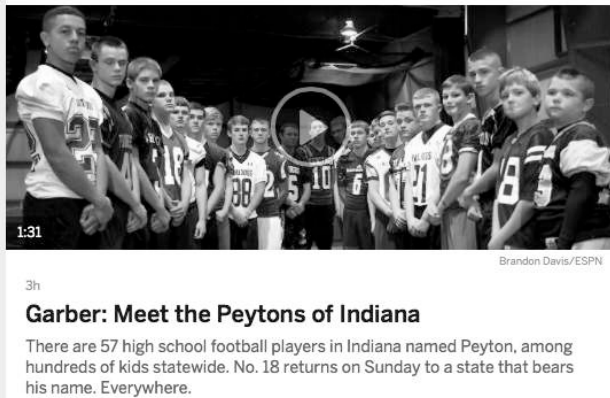 88
10
1:31
Brandon Davis/ESPN
3h
Garber: Meet the Peytons of Indiana
There are 57 high school football players in Indiana named Peyton, among
hundreds of kids statewide. No. 18 returns on Sunday to a state that bears
his name. Everywhere.